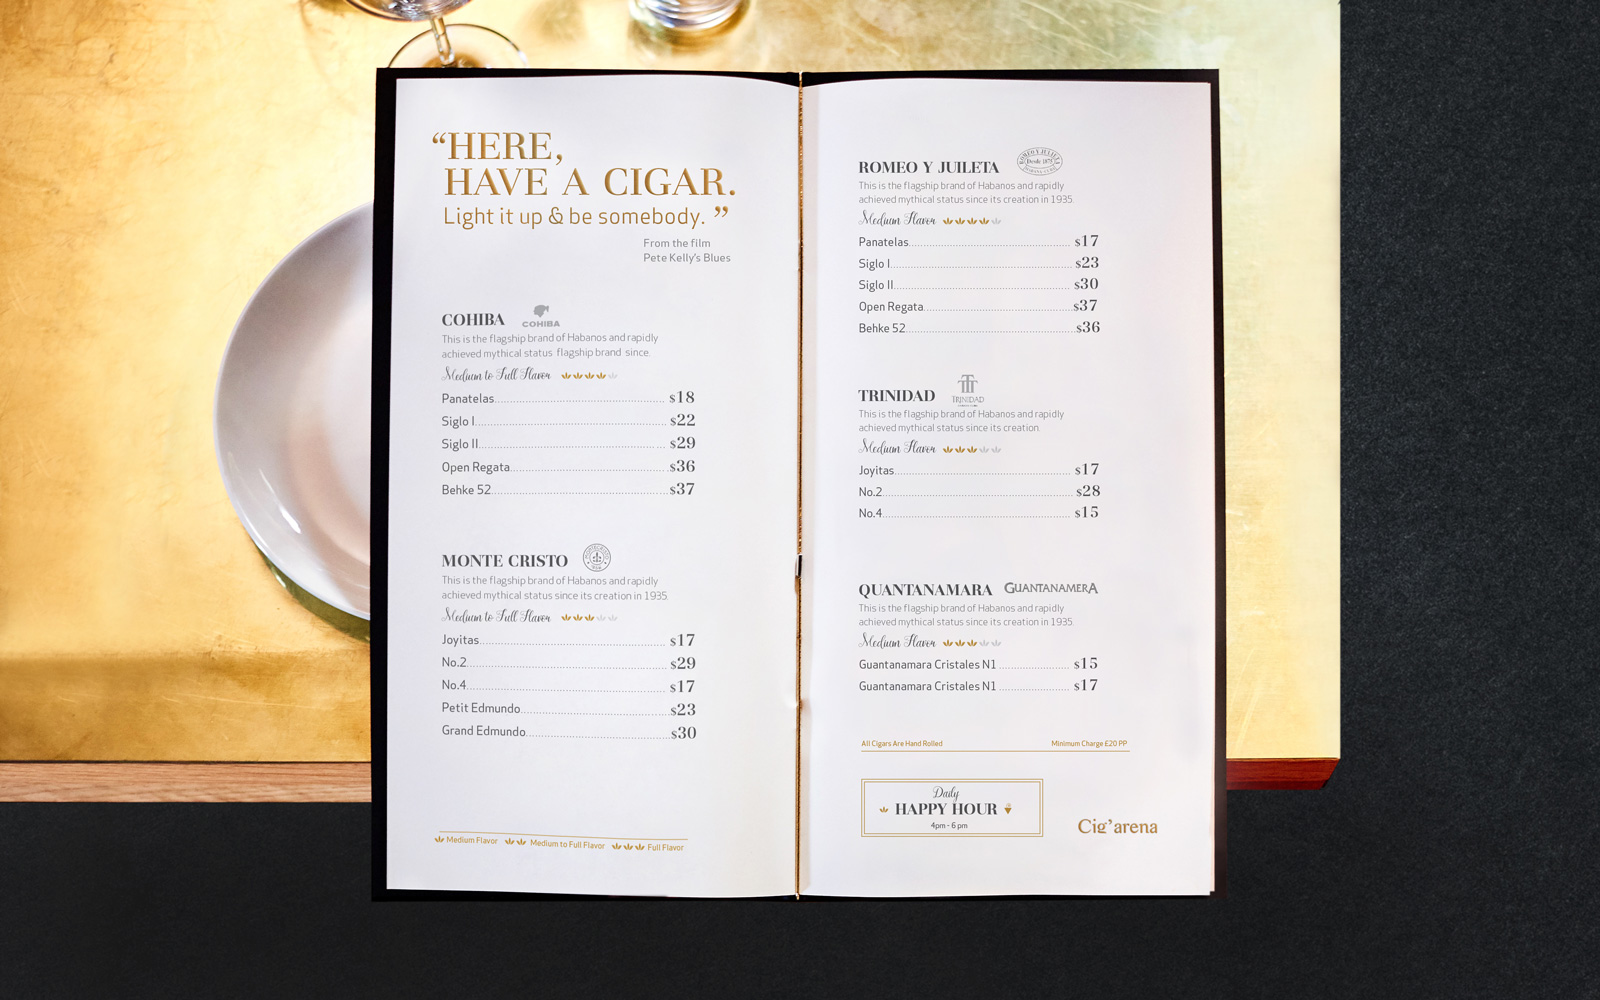 “HERE,
HAVE A CIGAR.
Light it up & be somebody.”
From the film
Pete Kelly's Blues
COHIBA
COHIBA
This is the flagship brand of Habanos and rapidly
achieved mythical status flagship brand since.
Medium to Full Flavor
Panatelas $18
Siglo I $22
Siglo II $29
Open Regata $36
Behke 52 $37
MONTE CRISTO
This is the flagship brand of Habanos and rapidly
achieved mythical status since its creation in 1935.
Medium to Full Flavor
Joyitas $17
No.2 $29
No.4 $17
Petit Edmundo $23
Grand Edmundo $30
Medium Flavor Medium to Full Flavor Full Flavor
ROMEO Y JUILETA
Desde 1875
This is the flagship brand of Habanos and rapidly
achieved mythical status since its creation in 1935.
Medium Flavor
Panatelas $17
Siglo I $23
Siglo II $30
Open Regata $37
Behke 52 $36
TRINIDAD
TRINIDAD
This is the flagship brand of Habanos and rapidly
achieved mythical status since its creation.
Medium Flavor
Joyitas $17
No.2 $28
No.4 $15
QUANTANAMARA GUANTANAMERA
This is the flagship brand of Habanos and rapidly
achieved mythical status since its creation in 1935.
Medium Flavor
Guantanamara Cristales N1 $15
Guantanamara Cristales N1 $17
All Cigars Are Hand Rolled Minimum Charge £20 PP
Daily
HAPPY HOUR
4pm - 6 pm
Cig'arena